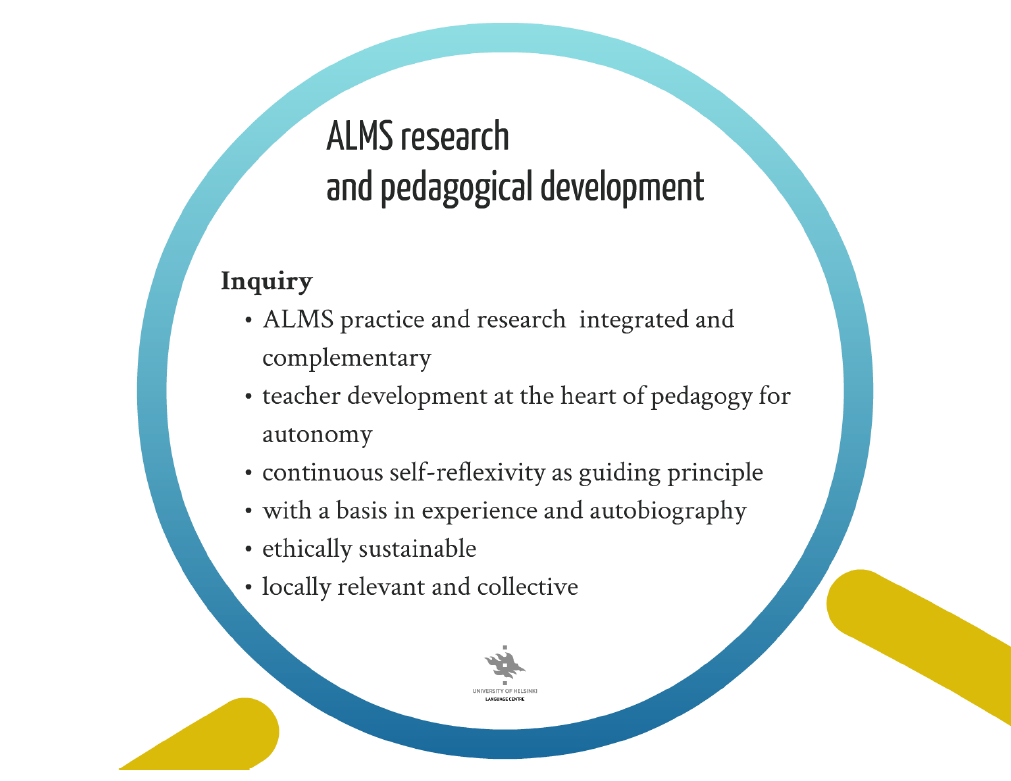 ALMS research
and pedagogical development
Inquiry
• ALMS practice and research  integrated and
complementary
• teacher development at the heart of pedagogy for
autonomy
• continuous self-reflexivity as guiding principle
• with a basis in experience and autobiography
• ethically sustainable
• locally relevant and collective
UNIVERSITY OF HELSINKI
LANGUAGE CENTRE